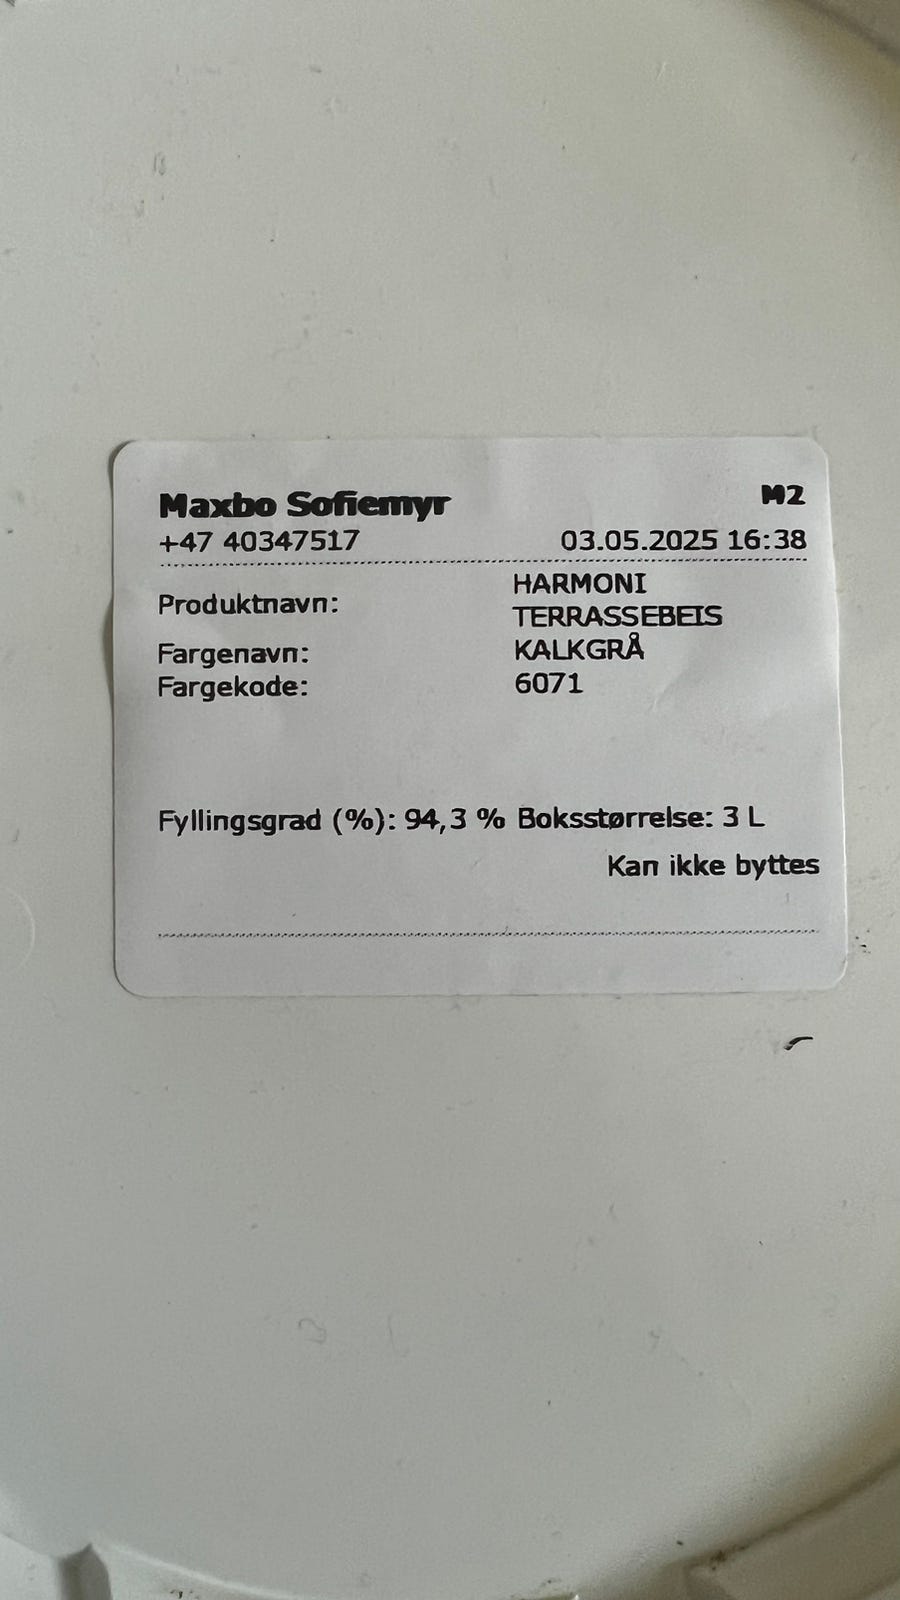 Maxbo Sofiemyr M2
+47 40347517 03.05.2025 16:38
Produktnavn: HARMONI
TERRASSEBEIS
Fargenavn: KALKGRÅ
Fargekode: 6071
Fyllingsgrad (%): 94,3 % Boksstørrelse: 3 L
Kan ikke byttes